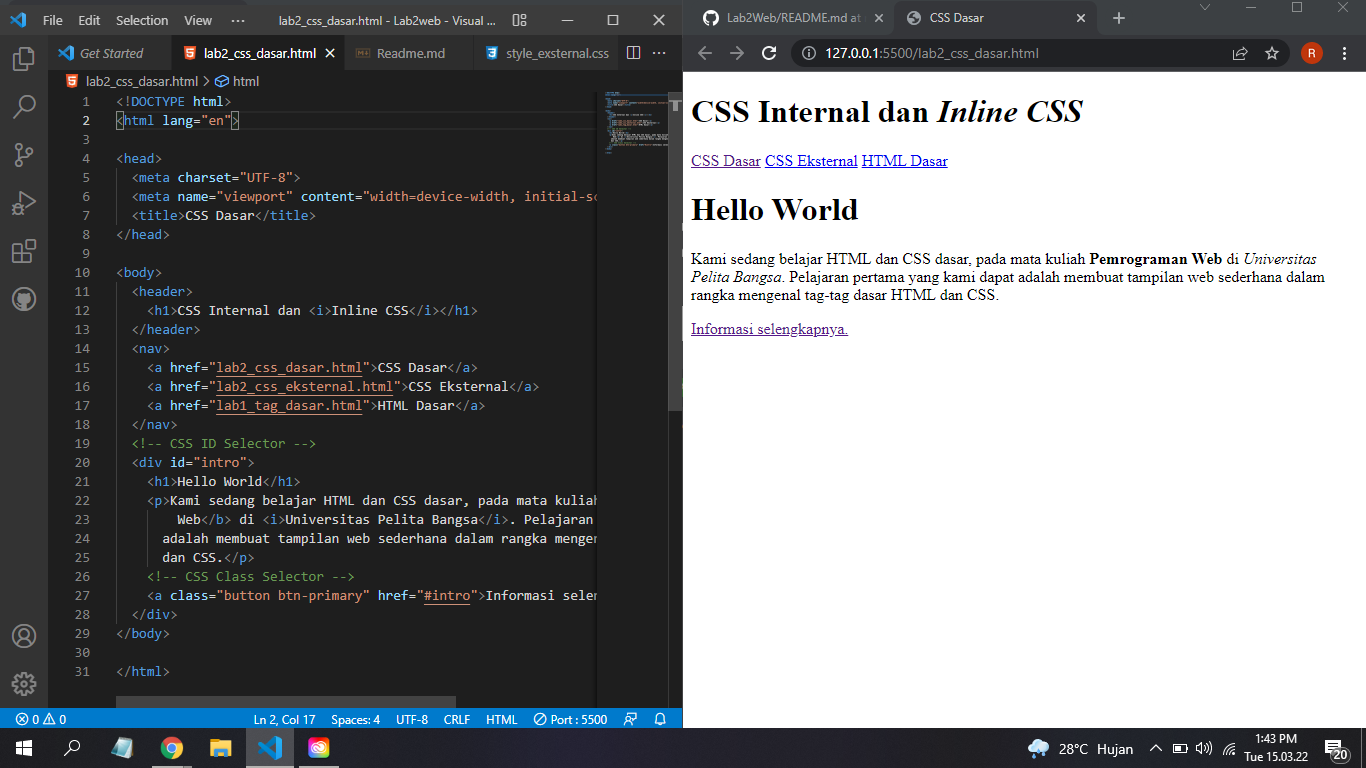 File Edit Selection View ··· lab2_css_dasar.html - Lab2web - Visual ...
Get Started lab2_css_dasar.html Readme.md style_exsternal.css ···
lab2_css_dasar.html > html
1 <!DOCTYPE html>
2 <html lang="en">
3
4 <head>
5 <meta charset="UTF-8">
6 <meta name="viewport" content="width=device-width, initial-sc
7 <title>CSS Dasar</title>
8 </head>
9
10 <body>
11 <header>
12 <h1>CSS Internal dan <i>Inline CSS</i></h1>
13 </header>
14 <nav>
15 <a href="lab2_css_dasar.html">CSS Dasar</a>
16 <a href="lab2_css_eksternal.html">CSS Eksternal</a>
17 <a href="lab1_tag_dasar.html">HTML Dasar</a>
18 </nav>
19 <!-- CSS ID Selector -->
20 <div id="intro">
21 <h1>Hello World</h1>
22 <p>Kami sedang belajar HTML dan CSS dasar, pada mata kuliah
23 Web</b> di <i>Universitas Pelita Bangsa</i>. Pelajaran
24 adalah membuat tampilan web sederhana dalam rangka menge
25 dan CSS.</p>
26 <!-- CSS Class Selector -->
27 <a class="button btn-primary" href="#intro">Informasi sele
28 </div>
29 </body>
30
31 </html>
0 0 Ln 2, Col 17 Spaces: 4 UTF-8 CRLF HTML Port : 5500
Lab2Web/README.md at CSS Dasar
127.0.0.1:5500/lab2_css_dasar.html R
CSS Internal dan Inline CSS
CSS Dasar CSS Eksternal HTML Dasar
Hello World
Kami sedang belajar HTML dan CSS dasar, pada mata kuliah Pemrograman Web di Universitas
Pelita Bangsa. Pelajaran pertama yang kami dapat adalah membuat tampilan web sederhana dalam
rangka mengenal tag-tag dasar HTML dan CSS.
Informasi selengkapnya.
28°C Hujan 1:43 PM
Tue 15.03.22 20